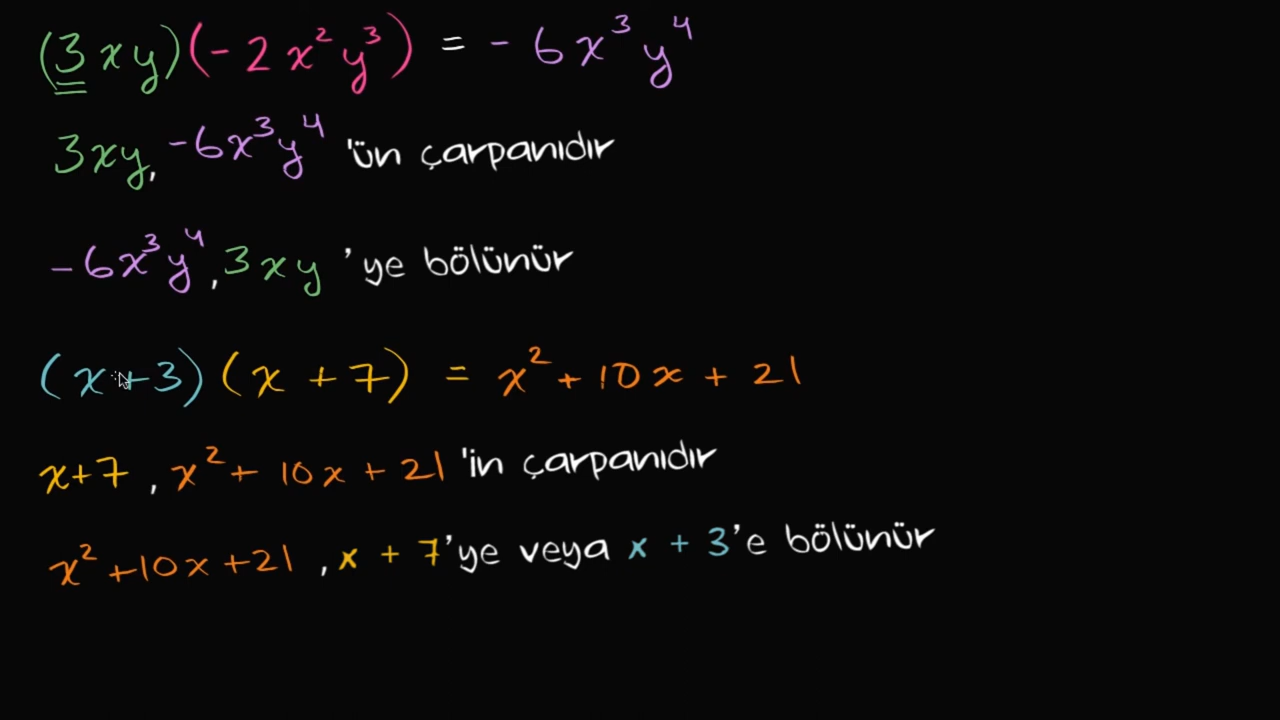 (3xy)(-2x²y³) = -6x³y⁴
3xy, -6x³y⁴ 'ün çarpanıdır
-6x³y⁴, 3xy 'ye bölünür
(x+3)(x+7) = x²+10x+21
x+7, x²+10x+21 'in çarpanıdır
x²+10x+21, x+7'ye veya x+3'e bölünür